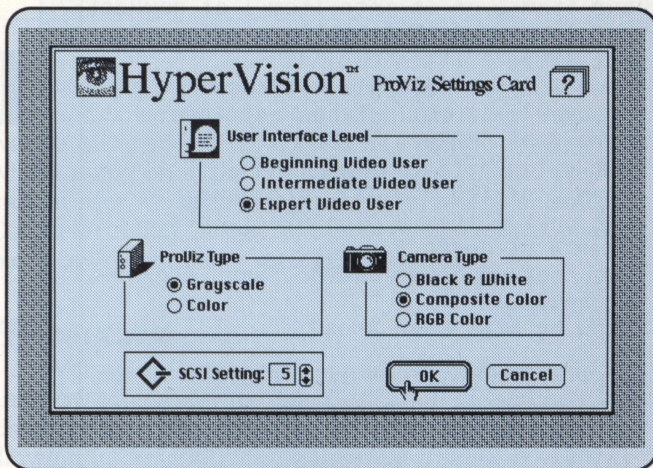 HyperVision™ ProViz Settings Card ?
User Interface Level
Beginning Video User
Intermediate Video User
Expert Video User
ProViz Type
Grayscale
Color
Camera Type
Black & White
Composite Color
RGB Color
SCSI Setting: 5
OK
Cancel